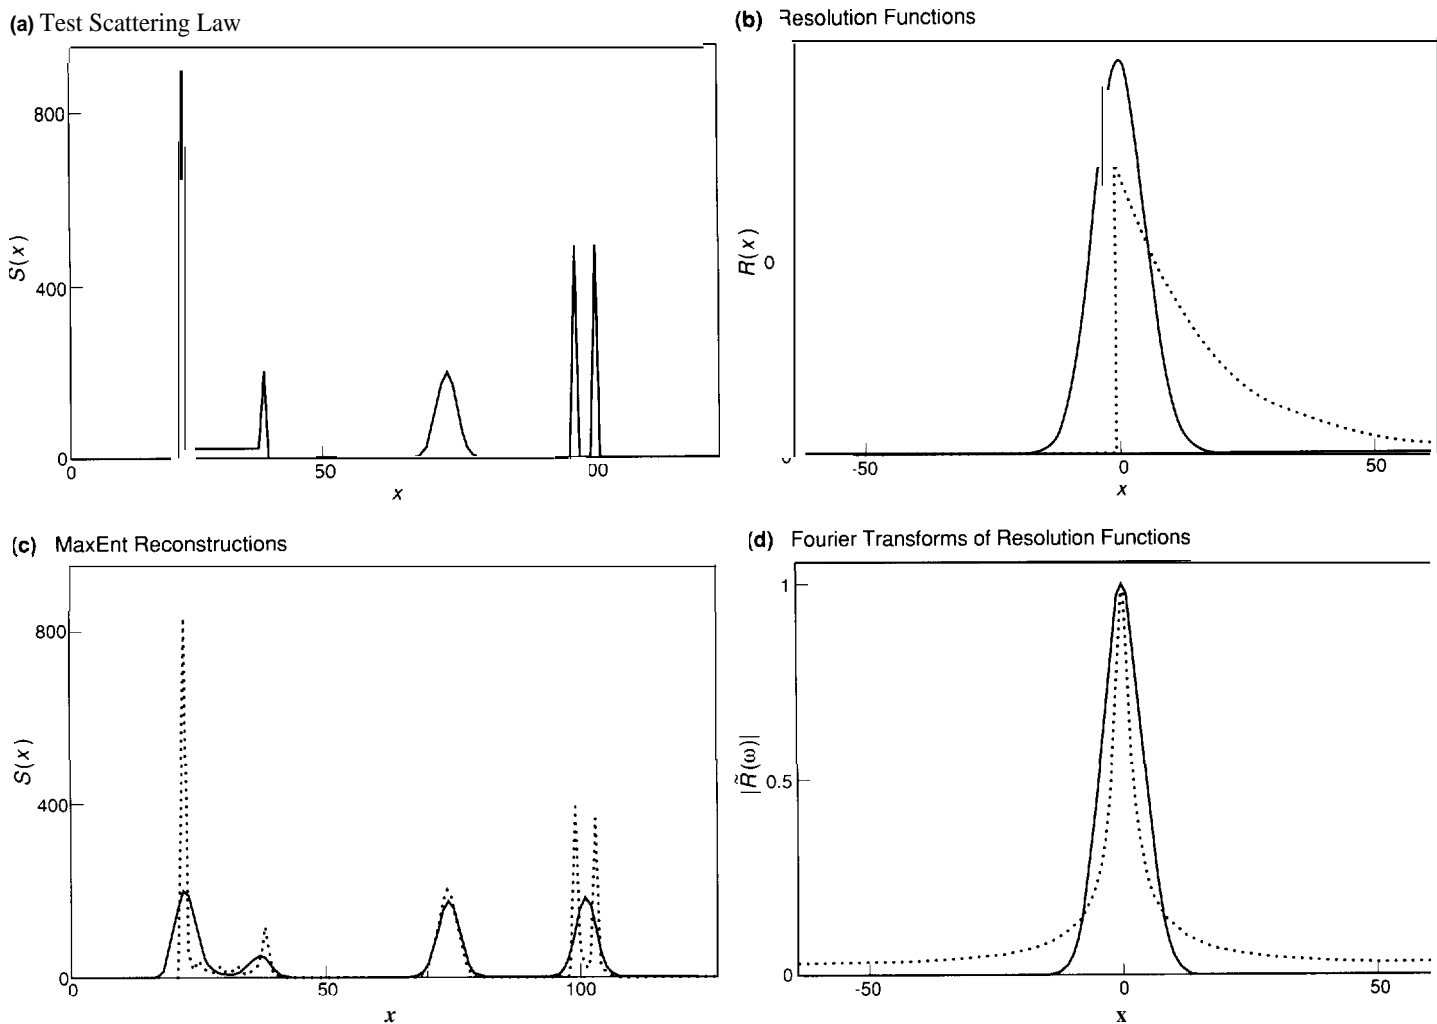 (a) Test Scattering Law
800
400
0
S(x)
50
00
x
(b) Resolution Functions
R(x)
0
-50
0
50
x
(c) MaxEnt Reconstructions
800
400
0
S(x)
0
50
100
x
(d) Fourier Transforms of Resolution Functions
1
0.5
0
|R̃(ω)|
-50
0
50
x